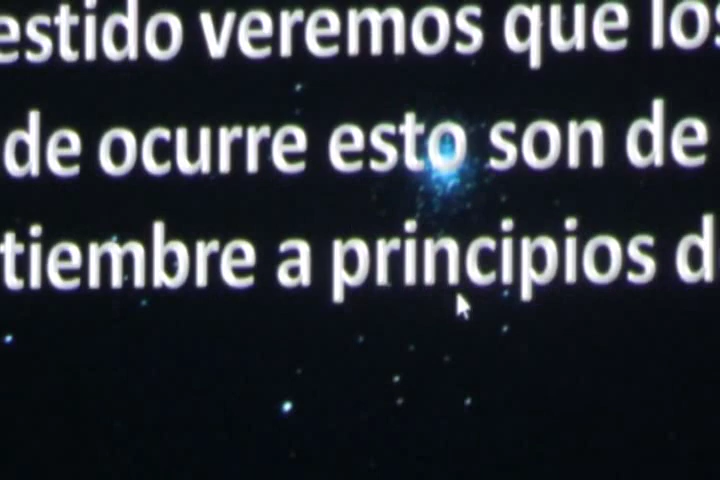 estido veremos que los
de ocurre esto son de
tiembre a principios d